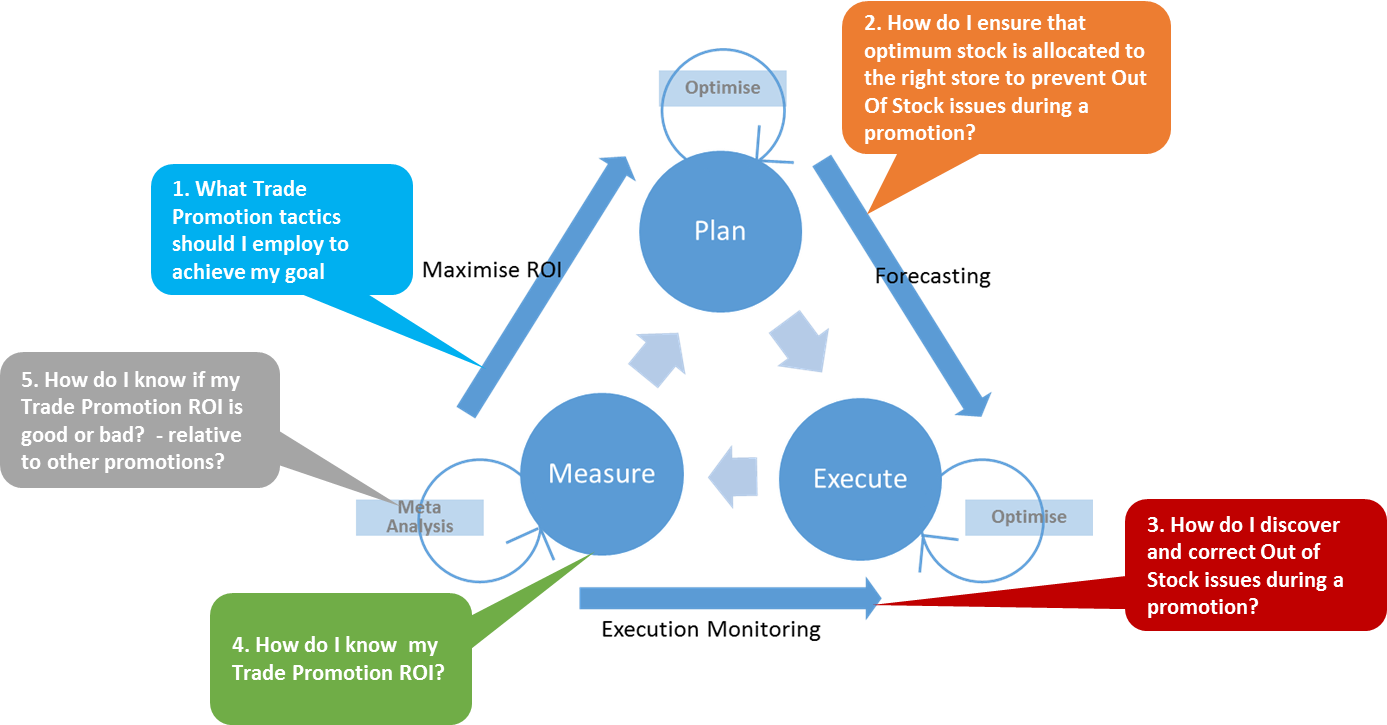 2. How do I ensure that
optimum stock is allocated to
the right store to prevent Out
Of Stock issues during a
promotion?
Optimise
1. What Trade
Promotion tactics
should I employ to
achieve my goal
Plan
Maximise ROI
Forecasting
5. How do I know if my
Trade Promotion ROI is
good or bad?  - relative
to other promotions?
Measure
Execute
Meta
Analysis
Optimise
3. How do I discover
and correct Out of
Stock issues during a
promotion?
4. How do I know  my
Trade Promotion ROI?
Execution Monitoring